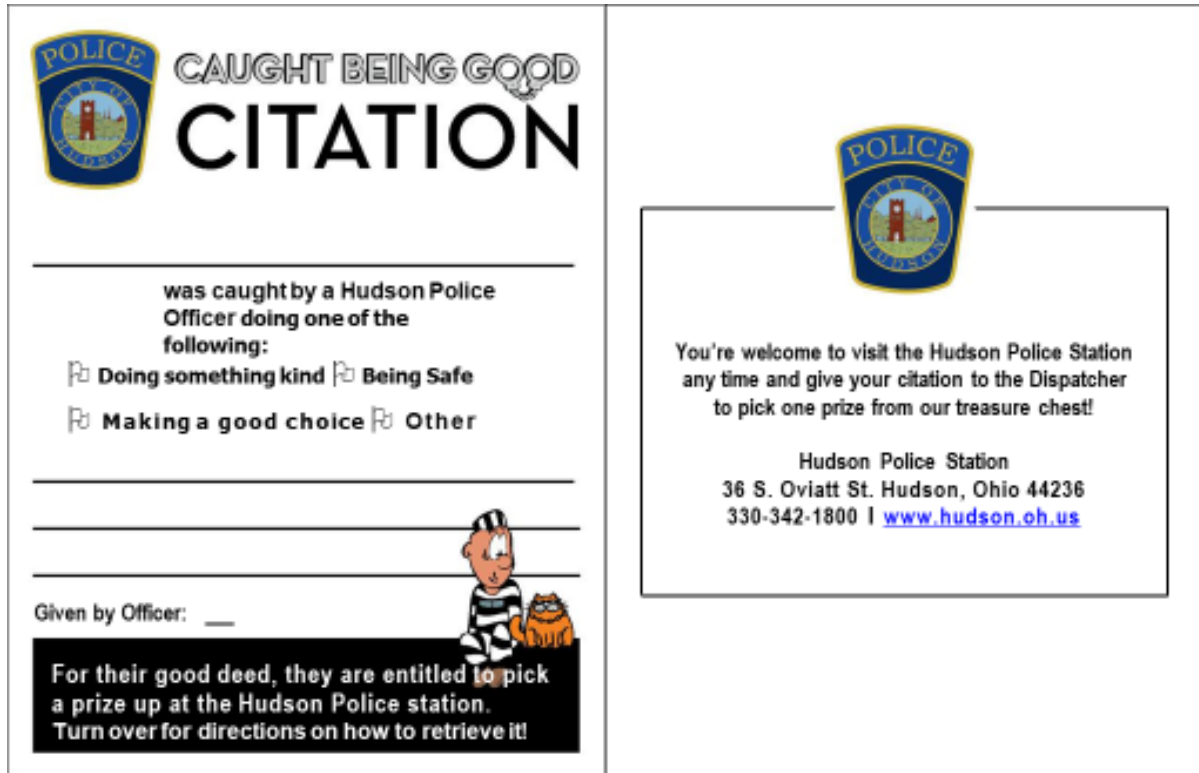 POLICE
CITY OF
HUDSON
CAUGHT BEING GOOD
CITATION
was caught by a Hudson Police
Officer doing one of the
following:
Doing something kind Being Safe
Making a good choice Other
Given by Officer: __
For their good deed, they are entitled to pick
a prize up at the Hudson Police station.
Turn over for directions on how to retrieve it!
POLICE
CITY OF
HUDSON
You're welcome to visit the Hudson Police Station
any time and give your citation to the Dispatcher
to pick one prize from our treasure chest!
Hudson Police Station
36 S. Oviatt St. Hudson, Ohio 44236
330-342-1800 | www.hudson.oh.us